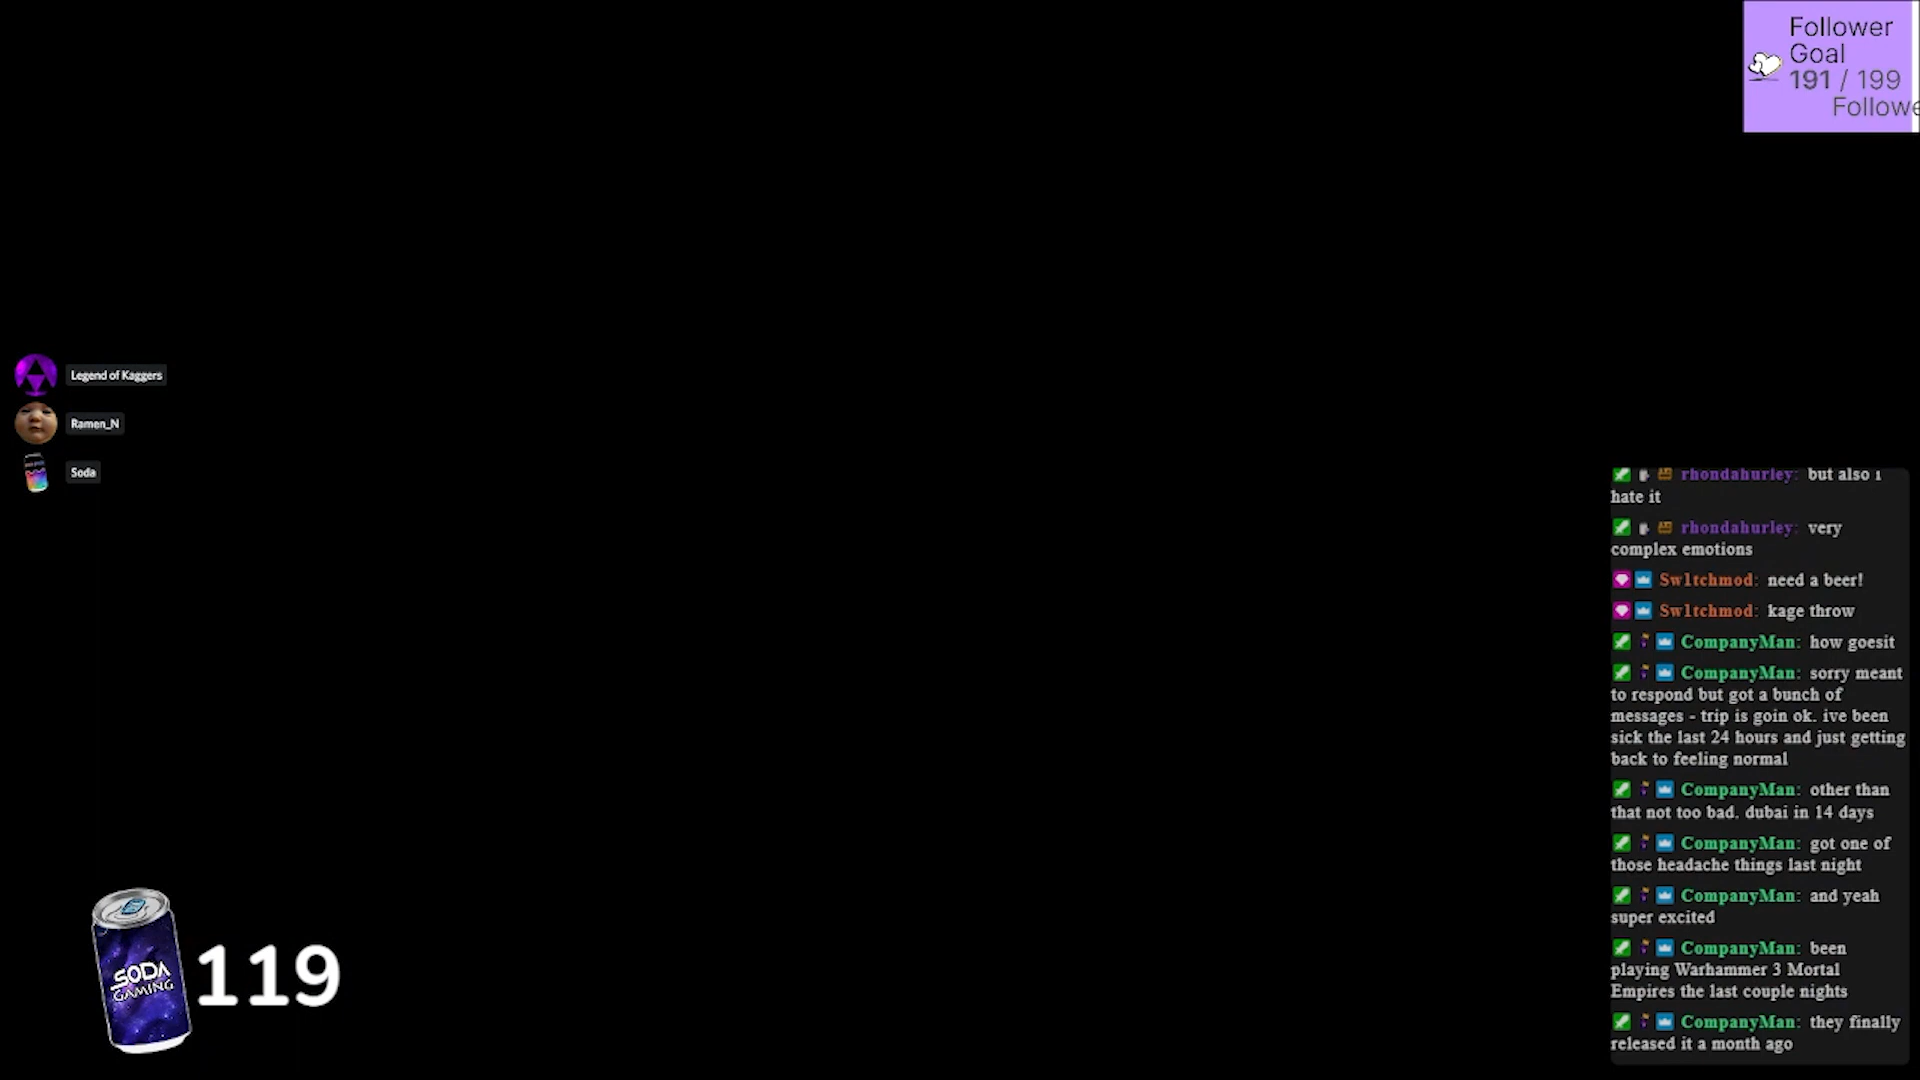 Follower
Goal
191 / 199
Followe
Legend of Kaggers
Ramen_N
Soda
rhondahurley: but also i
hate it
rhondahurley: very
complex emotions
Sw1tchmod: need a beer!
Sw1tchmod: kage throw
CompanyMan: how goesit
CompanyMan: sorry meant
to respond but got a bunch of
messages - trip is goin ok. ive been
sick the last 24 hours and just getting
back to feeling normal
CompanyMan: other than
that not too bad. dubai in 14 days
CompanyMan: got one of
those headache things last night
CompanyMan: and yeah
super excited
CompanyMan: been
playing Warhammer 3 Mortal
Empires the last couple nights
CompanyMan: they finally
released it a month ago
SODA
GAMING
119